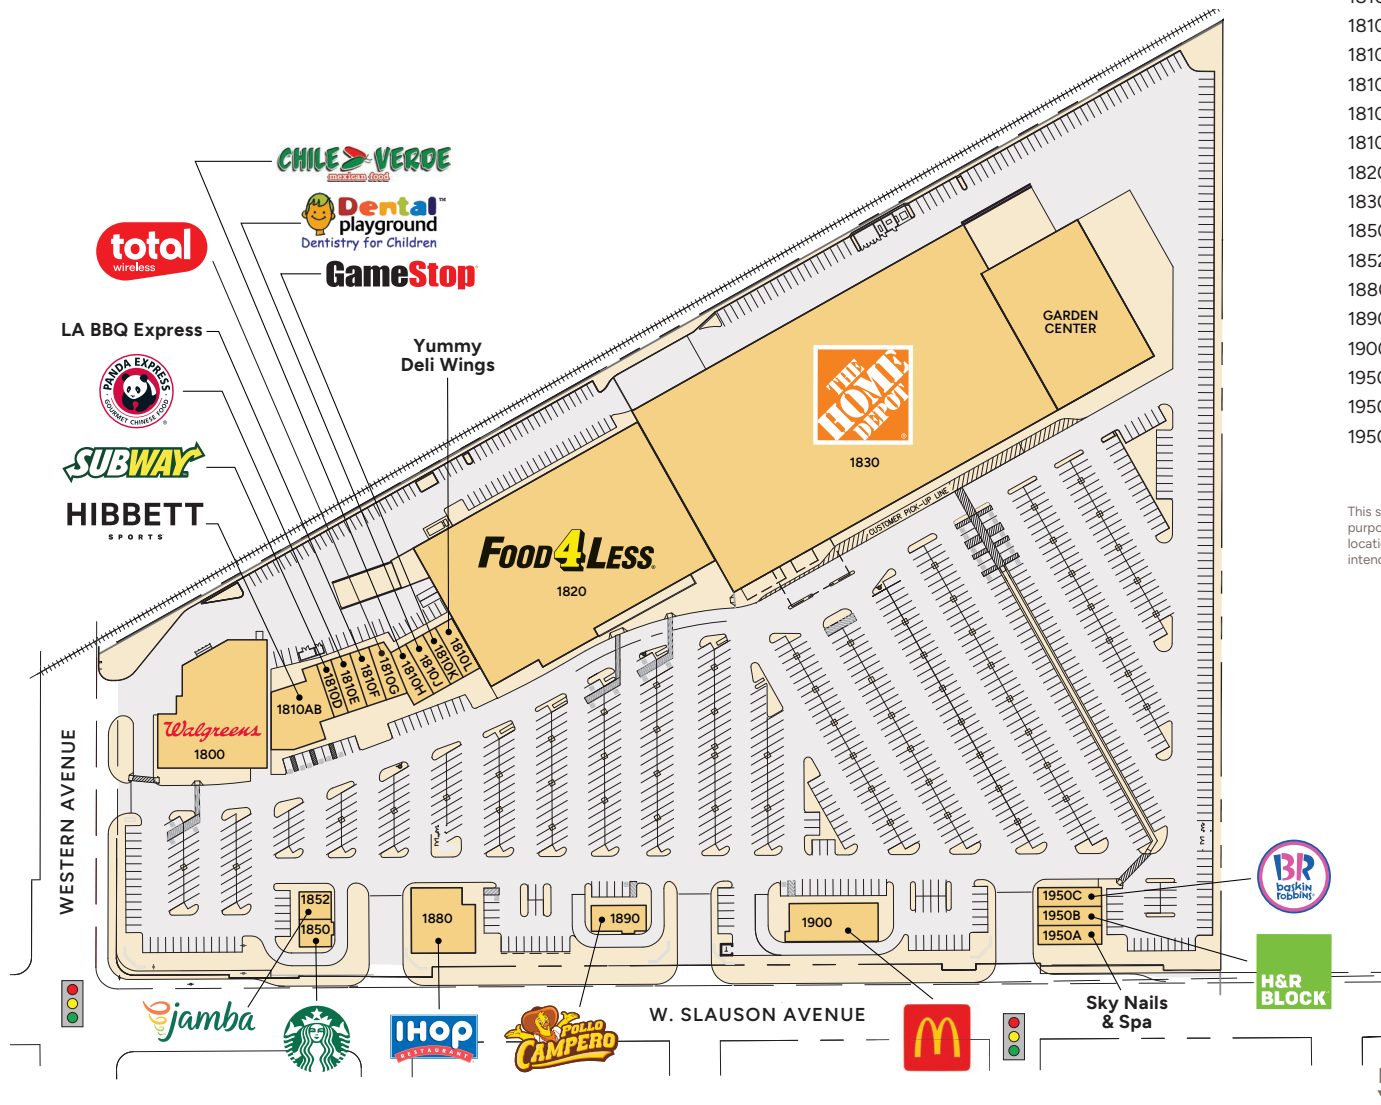 CHILE VERDE
mexican food
Dental™
playground
Dentistry for Children
GameStop
total
wireless
LA BBQ Express
PANDA EXPRESS
GOURMET CHINESE FOOD
SUBWAY
HIBBETT
SPORTS
Yummy
Deli Wings
GARDEN
CENTER
THE
HOME
DEPOT
1830
CUSTOMER PICK-UP LINE
FOOD 4 LESS
1820
1810L
1810K
1810J
1810H
1810G
1810F
1810E
1810D
1810AB
Walgreens
1800
WESTERN AVENUE
1852
1850
1880
1890
1900
1950C
1950B
1950A
BR
baskin
robbins
H&R
BLOCK
Sky Nails
& Spa
W. SLAUSON AVENUE
jamba
IHOP
RESTAURANT
POLLO
CAMPERO
1810
1810
1810
1810
1810
1820
1830
1850
1852
1880
1890
1900
1950
1950
1950
This s
purpo
locati
intend